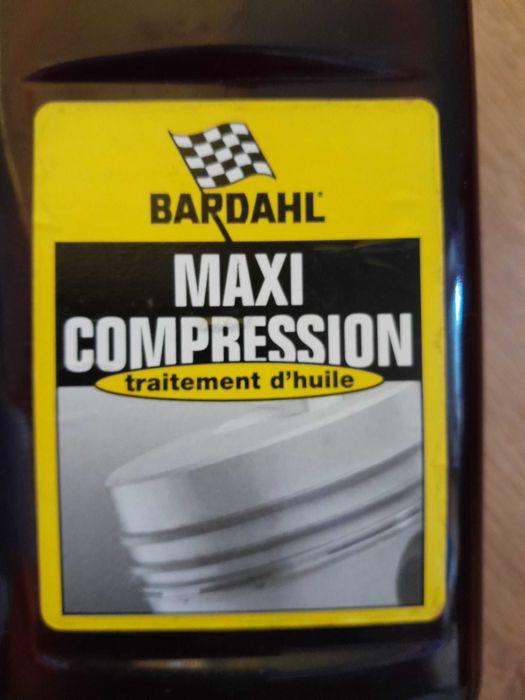 BARDAHL®
MAXI
COMPRESSION
traitement d'huile